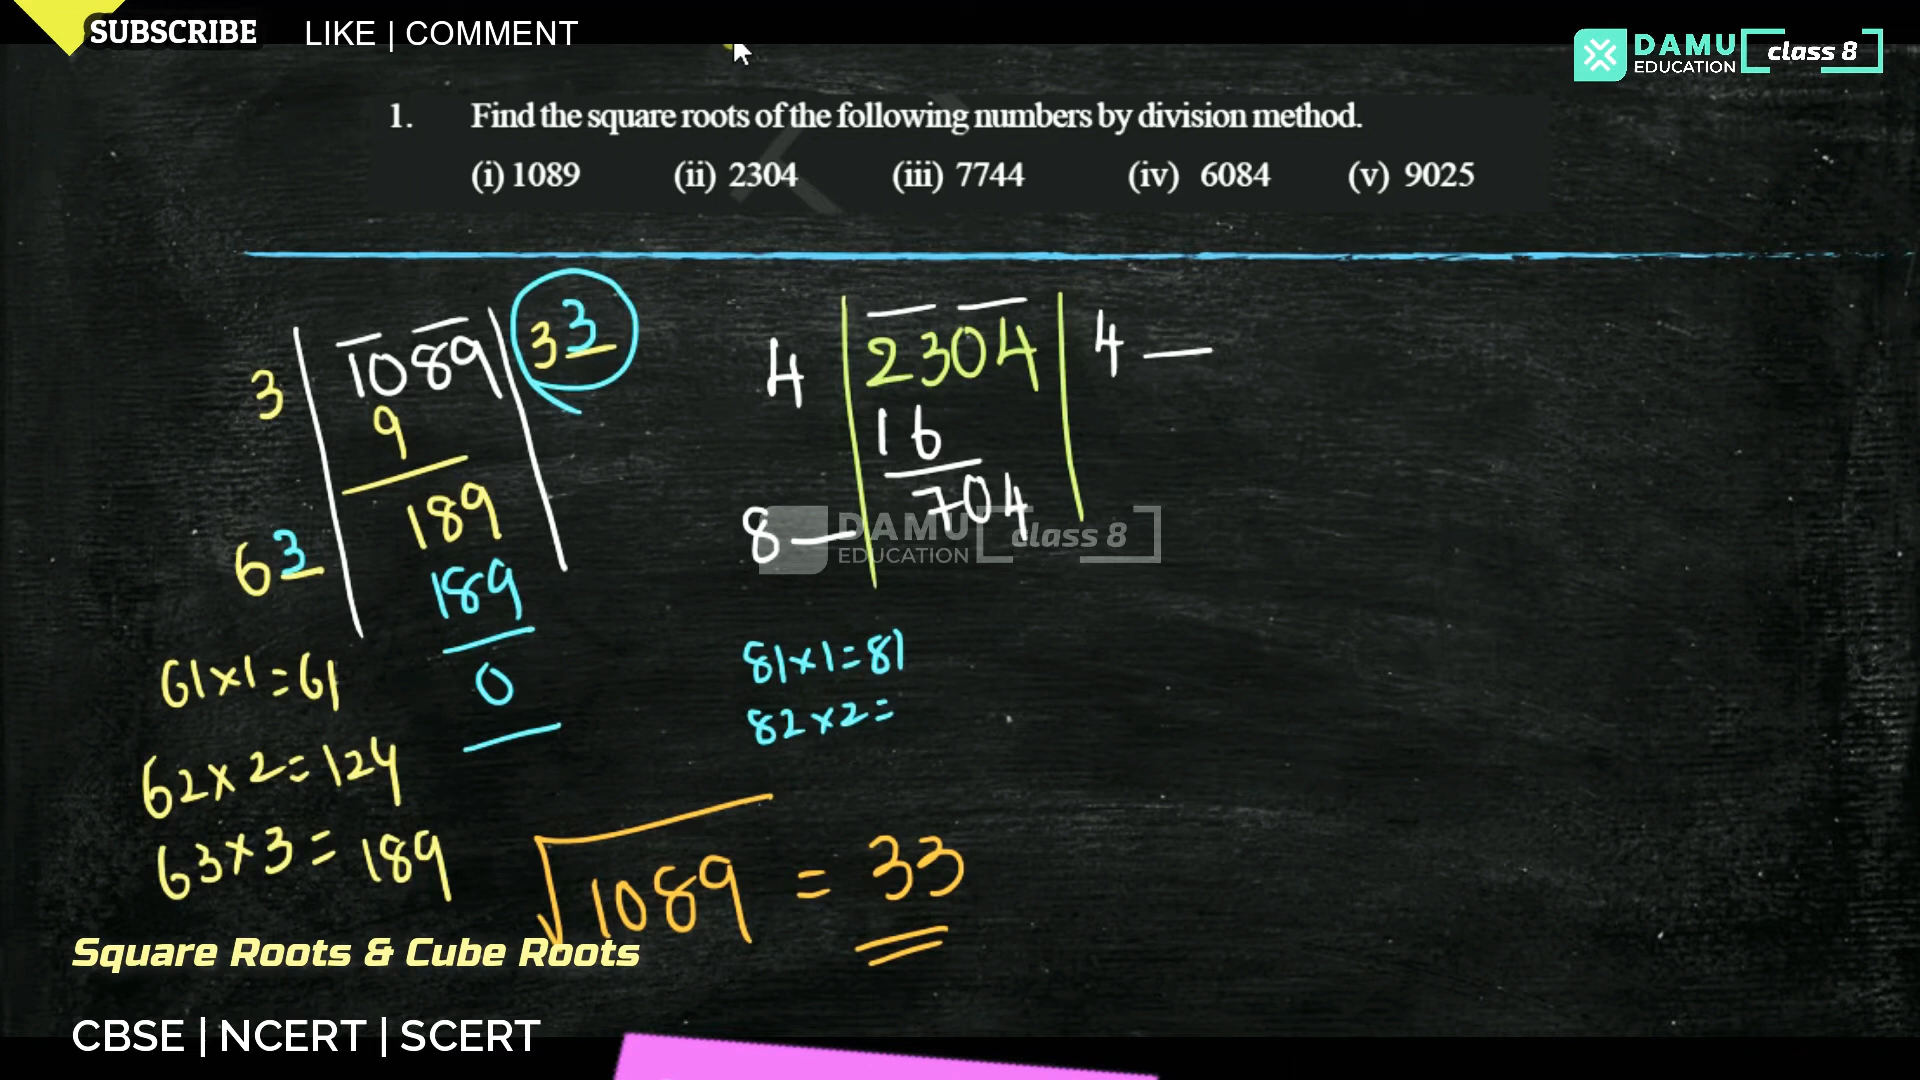 SUBSCRIBE LIKE | COMMENT
DAMU EDUCATION class 8
1. Find the square roots of the following numbers by division method.
(i) 1089 (ii) 2304 (iii) 7744 (iv) 6084 (v) 9025
3 1089 33
9
189
63 189
0
61×1=61
62×2=124
63×3=189
4 2304 4—
16
704
8—
DAMU EDUCATION class 8
81×1=81
82×2=
√1089 = 33
Square Roots & Cube Roots
CBSE | NCERT | SCERT